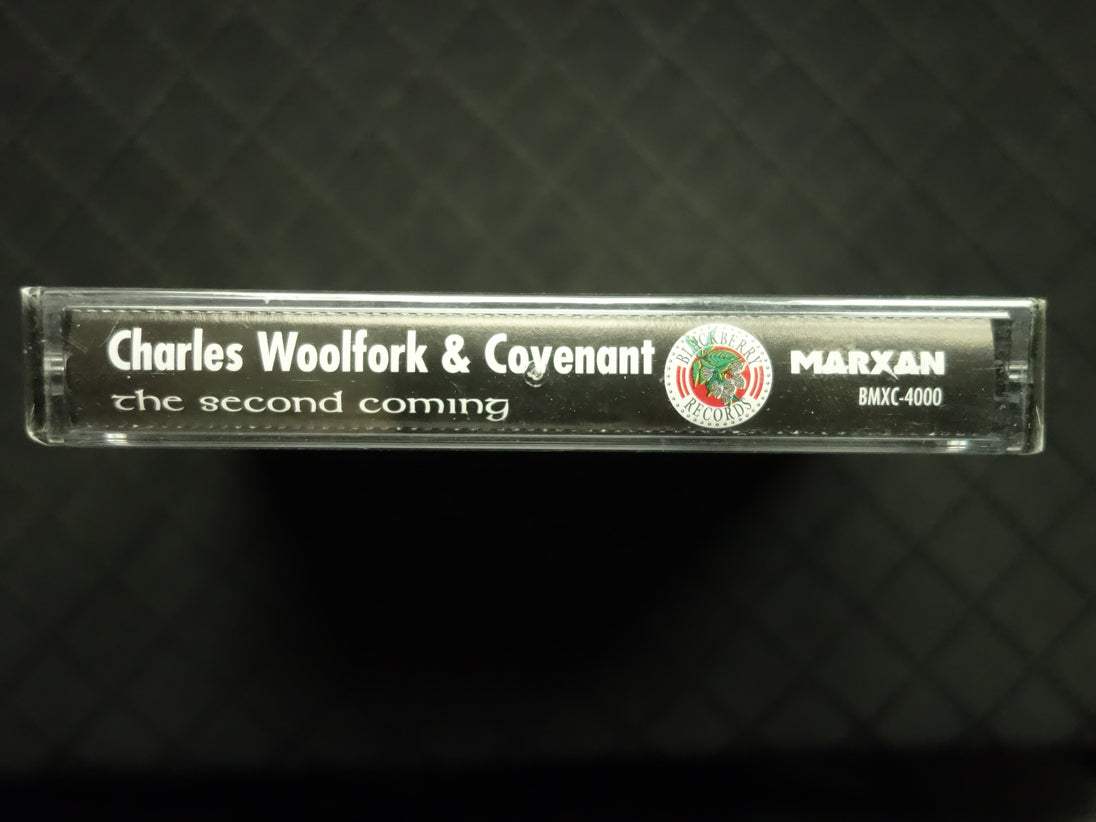 Charles Woolfork & Covenant
the second coming
BLACKBERRY
RECORDS
MARXAN
BMXC-4000